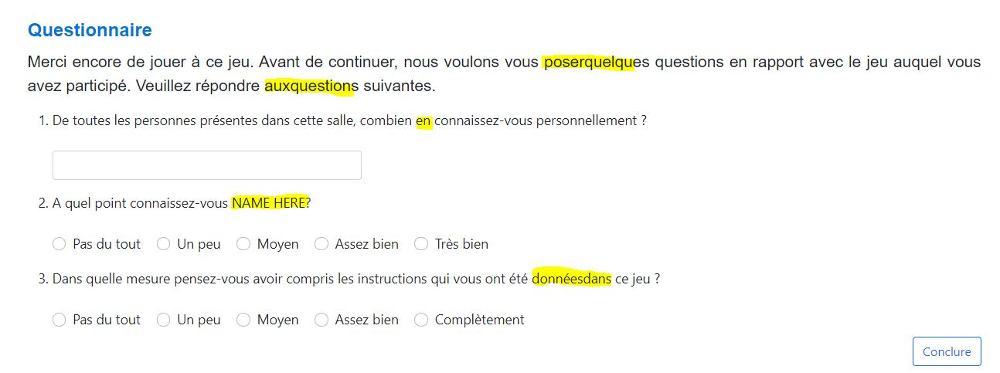 Questionnaire
Merci encore de jouer à ce jeu. Avant de continuer, nous voulons vous poserquelques questions en rapport avec le jeu auquel vous
avez participé. Veuillez répondre auxquestions suivantes.
1. De toutes les personnes présentes dans cette salle, combien en connaissez-vous personnellement ?
2. A quel point connaissez-vous NAME HERE?
Pas du tout Un peu Moyen Assez bien Très bien
3. Dans quelle mesure pensez-vous avoir compris les instructions qui vous ont été donnéesdans ce jeu ?
Pas du tout Un peu Moyen Assez bien Complètement
Conclure